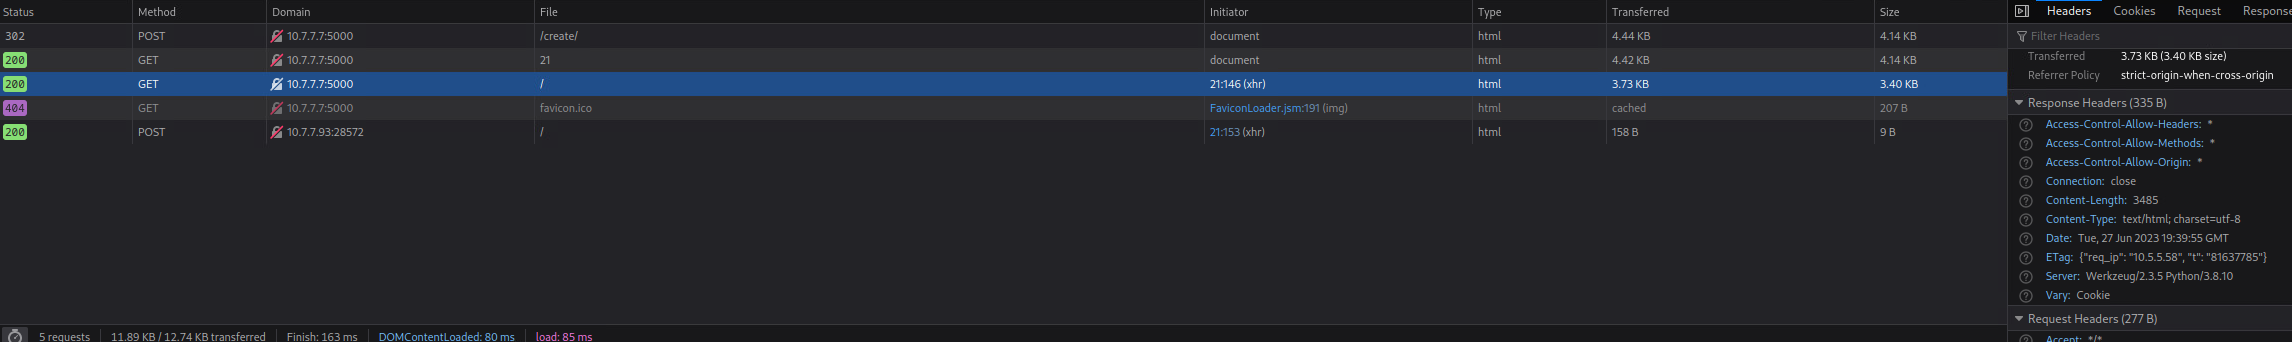 Status Method Domain File Initiator Type Transferred Size
302 POST 10.7.7.7:5000 /create/ document html 4.44 KB 4.14 KB
200 GET 10.7.7.7:5000 21 document html 4.42 KB 4.14 KB
200 GET 10.7.7.7:5000 / 21:146 (xhr) html 3.73 KB 3.40 KB
404 GET 10.7.7.7:5000 favicon.ico FaviconLoader.jsm:191 (img) html cached 207 B
200 POST 10.7.7.93:28572 / 21:153 (xhr) html 158 B 9 B
5 requests 11.89 KB / 12.74 KB transferred Finish: 163 ms DOMContentLoaded: 80 ms load: 85 ms
Headers Cookies Request Response
Filter Headers
Transferred 3.73 KB (3.40 KB size)
Referrer Policy strict-origin-when-cross-origin
Response Headers (335 B)
Access-Control-Allow-Headers: *
Access-Control-Allow-Methods: *
Access-Control-Allow-Origin: *
Connection: close
Content-Length: 3485
Content-Type: text/html; charset=utf-8
Date: Tue, 27 Jun 2023 19:39:55 GMT
ETag: {"req_ip": "10.5.5.58", "t": "81637785"}
Server: Werkzeug/2.3.5 Python/3.8.10
Vary: Cookie
Request Headers (277 B)
Accept: */*